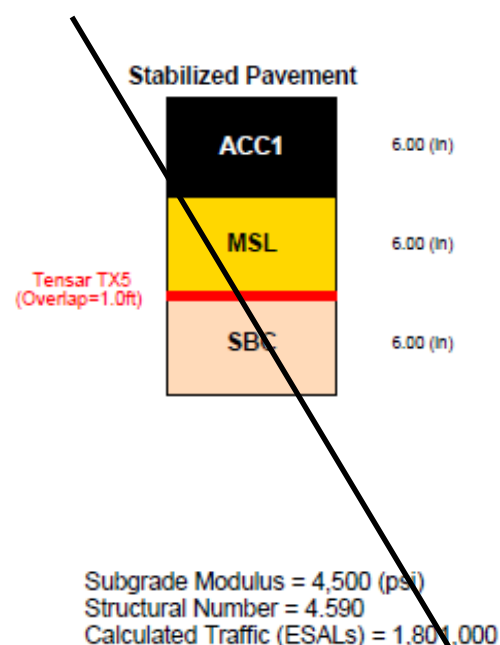 Stabilized Pavement
ACC1
6.00 (in)
MSL
6.00 (in)
Tensar TX5
(Overlap=1.0ft)
SBC
6.00 (in)
Subgrade Modulus = 4,500 (psi)
Structural Number = 4.590
Calculated Traffic (ESALs) = 1,801,000